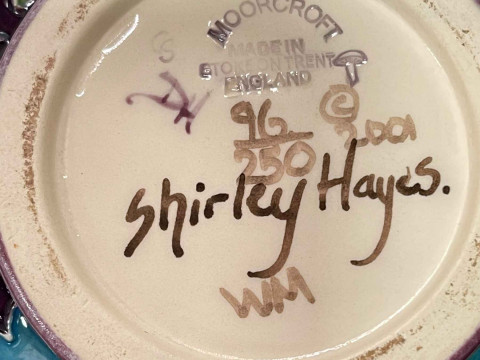 MOORCROFT
MADE IN
STOKE ON TRENT
ENGLAND
96
250
© 2001
Shirley Hayes.
WM